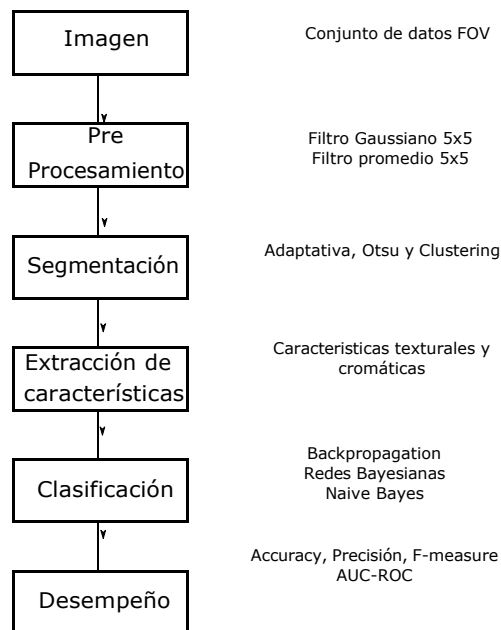 Imagen
Conjunto de datos FOV
Pre
Procesamiento
Filtro Gaussiano 5x5
Filtro promedio 5x5
Segmentación
Adaptativa, Otsu y Clustering
Extracción de
característífcas
Caracteristicas texturales y
cromáticas
Clasificación
Backpropagation
Redes Bayesianas
Naive Bayes
Desempeño
Accuracy, Precisión, F-measure
AUC-ROC